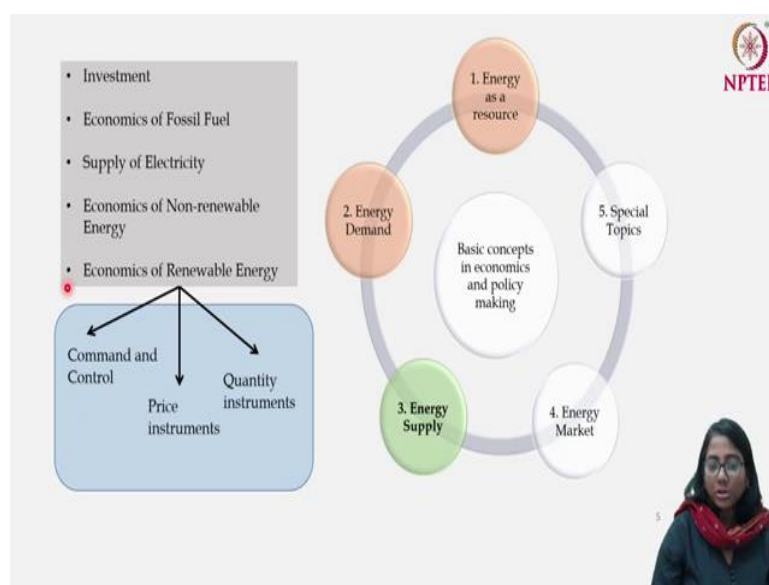 • Investment
• Economics of Fossil Fuel
• Supply of Electricity
• Economics of Non-renewable
Energy
• Economics of Renewable Energy
Command and
Control
Price
instruments
Quantity
instruments
1. Energy
as a
resource
2. Energy
Demand
Basic concepts
in economics
and policy
making
5. Special
Topics
3. Energy
Supply
4. Energy
Market
NPTEL
5